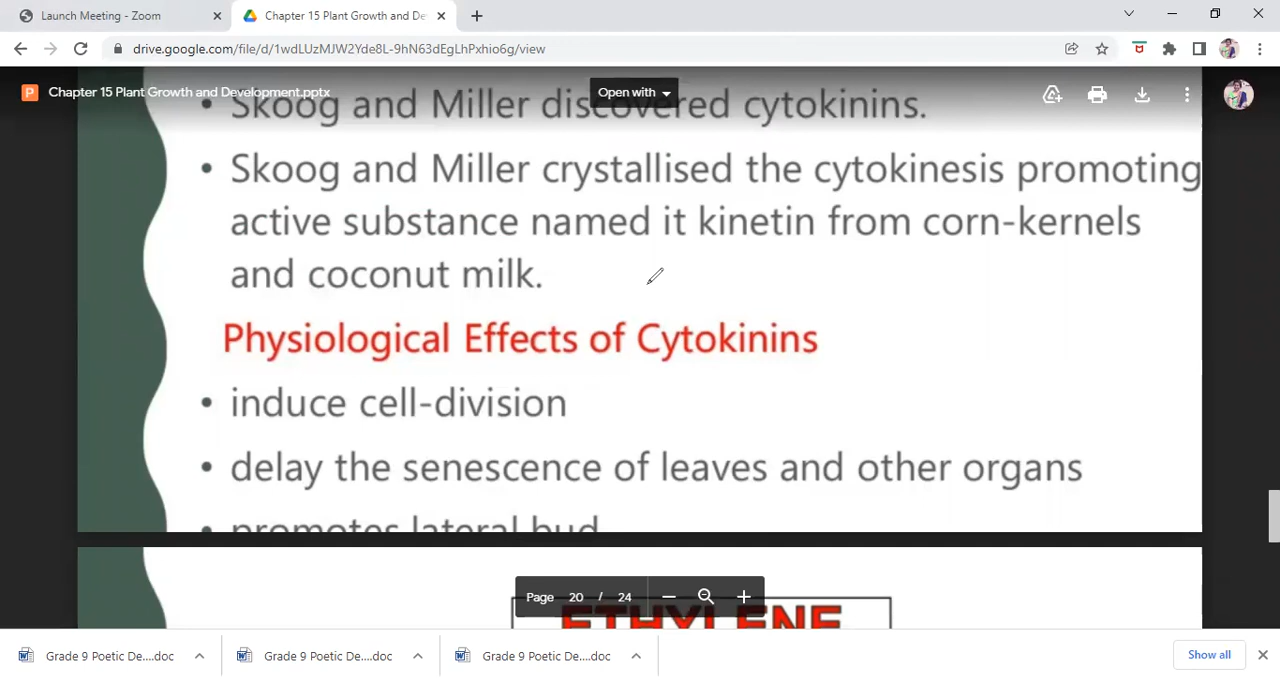 Launch Meeting - Zoom
Chapter 15 Plant Growth and De
drive.google.com/file/d/1wdLUzMJW2Yde8L-9hN63dEgLhPxhio6g/view
Chapter 15 Plant Growth and Development.pptx
Open with
• Skoog and Miller discovered cytokinins.
• Skoog and Miller crystallised the cytokinesis promoting
active substance named it kinetin from corn-kernels
and coconut milk.
Physiological Effects of Cytokinins
• induce cell-division
• delay the senescence of leaves and other organs
• promotes lateral bud
Page 20 / 24
ETHYLENE
Grade 9 Poetic De....doc
Grade 9 Poetic De....doc
Grade 9 Poetic De....doc
Show all